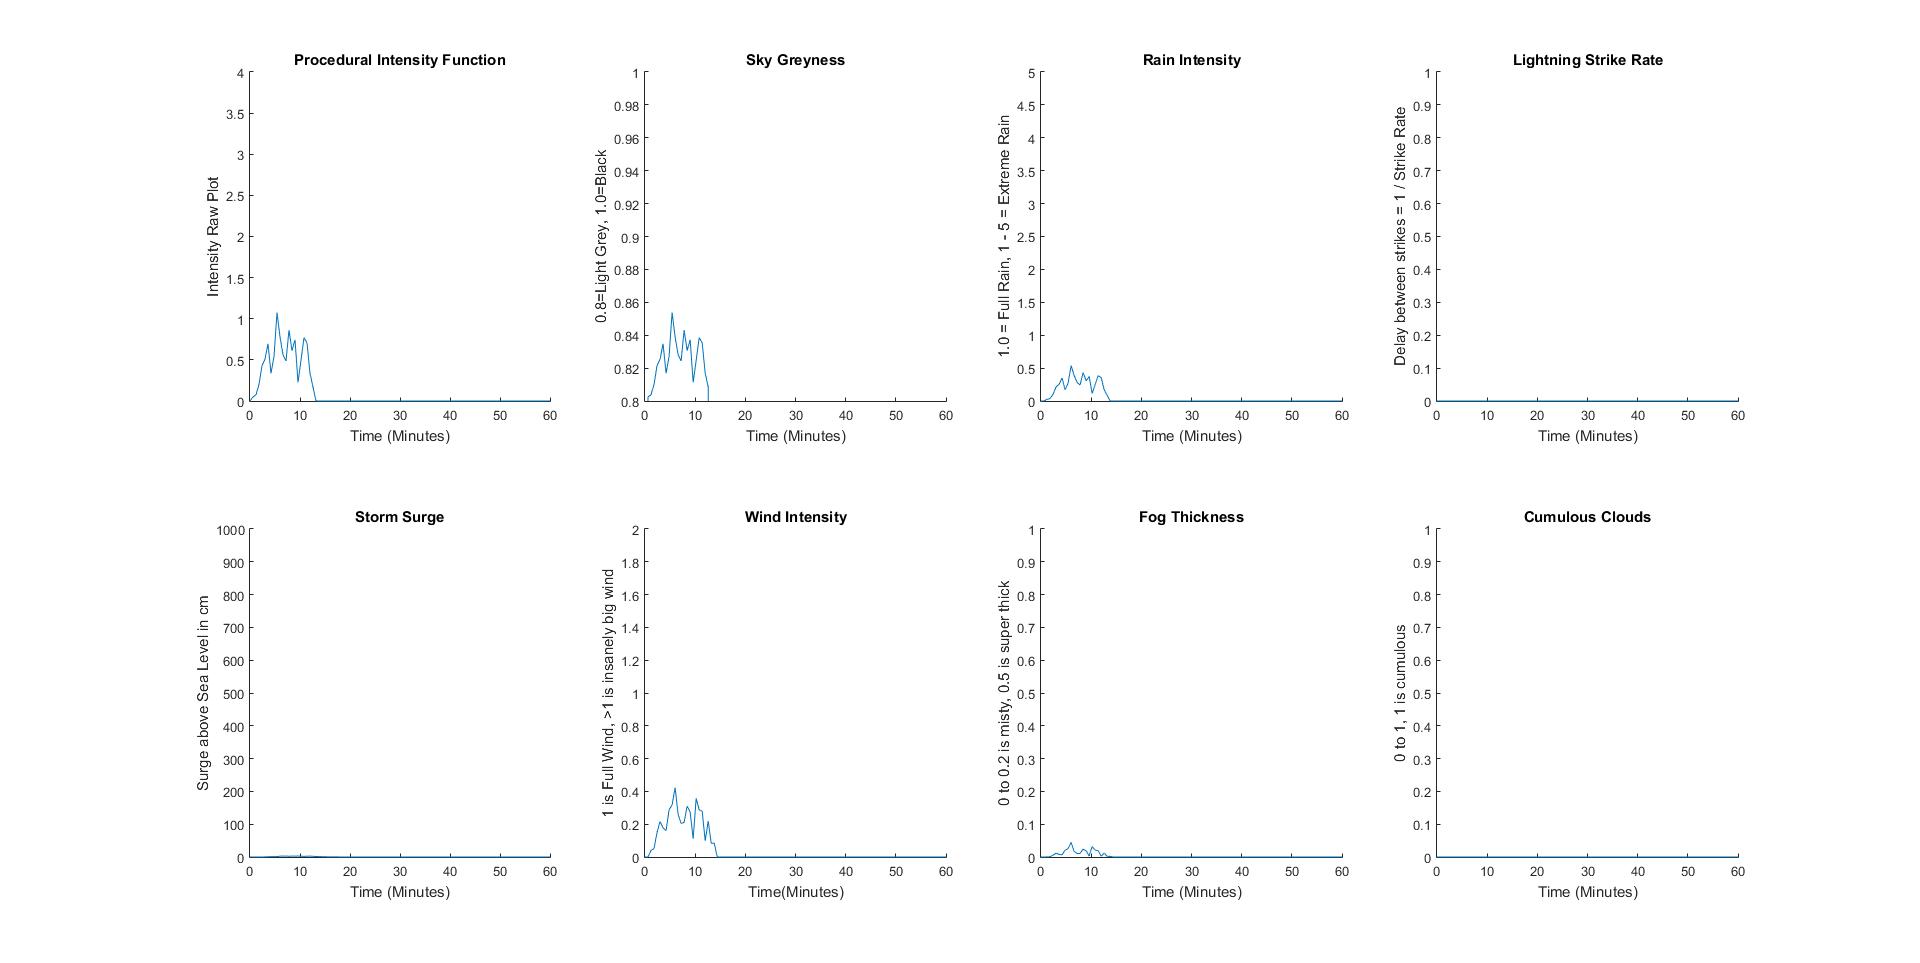 Procedural Intensity Function
Intensity Raw Plot
4
3.5
3
2.5
2
1.5
1
0.5
0
0 10 20 30 40 50 60
Time (Minutes)
Sky Greyness
0.8=Light Grey, 1.0=Black
1
0.98
0.96
0.94
0.92
0.9
0.88
0.86
0.84
0.82
0.8
0 10 20 30 40 50 60
Time (Minutes)
Rain Intensity
1.0 = Full Rain, 1 - 5 = Extreme Rain
5
4.5
4
3.5
3
2.5
2
1.5
1
0.5
0
0 10 20 30 40 50 60
Time (Minutes)
Lightning Strike Rate
Delay between strikes = 1 / Strike Rate
1
0.9
0.8
0.7
0.6
0.5
0.4
0.3
0.2
0.1
0
0 10 20 30 40 50 60
Time (Minutes)
Storm Surge
Surge above Sea Level in cm
1000
900
800
700
600
500
400
300
200
100
0
0 10 20 30 40 50 60
Time (Minutes)
Wind Intensity
1 is Full Wind, >1 is insanely big wind
2
1.8
1.6
1.4
1.2
1
0.8
0.6
0.4
0.2
0
0 10 20 30 40 50 60
Time(Minutes)
Fog Thickness
0 to 0.2 is misty, 0.5 is super thick
1
0.9
0.8
0.7
0.6
0.5
0.4
0.3
0.2
0.1
0
0 10 20 30 40 50 60
Time (Minutes)
Cumulous Clouds
0 to 1, 1 is cumulous
1
0.9
0.8
0.7
0.6
0.5
0.4
0.3
0.2
0.1
0
0 10 20 30 40 50 60
Time (Minutes)